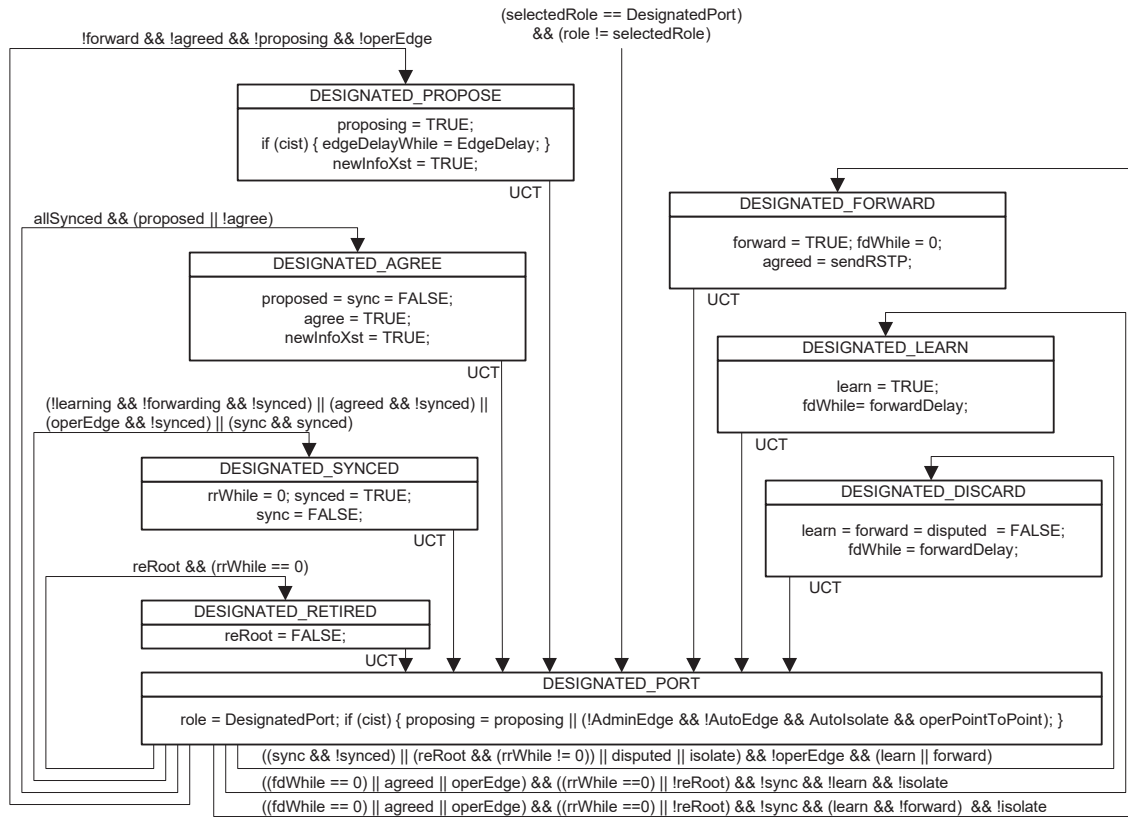 (selectedRole == DesignatedPort)
&& (role != selectedRole)
!forward && !agreed && !proposing && !operEdge
DESIGNATED_PROPOSE
proposing = TRUE;
if (cist) { edgeDelayWhile = EdgeDelay; }
newInfoXst = TRUE;
UCT
DESIGNATED_FORWARD
forward = TRUE; fdWhile = 0;
agreed = sendRSTP;
UCT
allSynced && (proposed || !agree)
DESIGNATED_AGREE
proposed = sync = FALSE;
agree = TRUE;
newInfoXst = TRUE;
UCT
DESIGNATED_LEARN
learn = TRUE;
fdWhile= forwardDelay;
UCT
(!learning && !forwarding && !synced) || (agreed && !synced) ||
(operEdge && !synced) || (sync && synced)
DESIGNATED_SYNCED
rrWhile = 0; synced = TRUE;
sync = FALSE;
UCT
DESIGNATED_DISCARD
learn = forward = disputed = FALSE;
fdWhile = forwardDelay;
UCT
reRoot && (rrWhile == 0)
DESIGNATED_RETIRED
reRoot = FALSE;
UCT
DESIGNATED_PORT
role = DesignatedPort; if (cist) { proposing = proposing || (!AdminEdge && !AutoEdge && AutoIsolate && operPointToPoint); }
((sync && !synced) || (reRoot && (rrWhile != 0)) || disputed || isolate) && !operEdge && (learn || forward)
((fdWhile == 0) || agreed || operEdge) && ((rrWhile ==0) || !reRoot) && !sync && !learn && !isolate
((fdWhile == 0) || agreed || operEdge) && ((rrWhile ==0) || !reRoot) && !sync && (learn && !forward) && !isolate